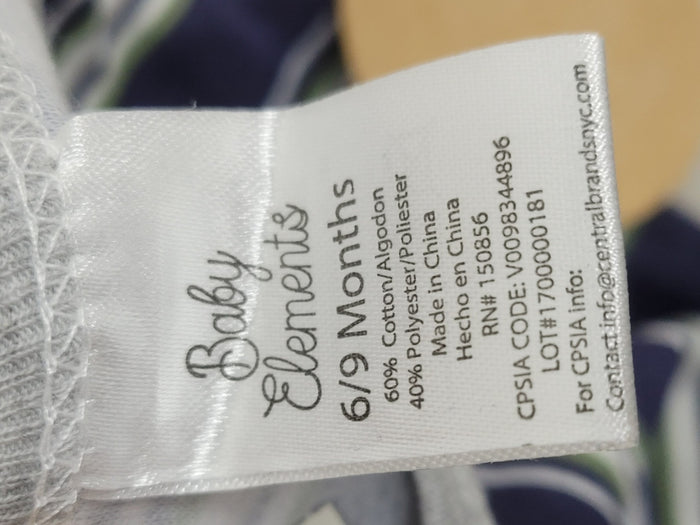 Baby
Elements
6/9 Months
60% Cotton/Algodon
40% Polyester/Poliester
Made in China
Hecho en China
RN# 150856
CPSIA CODE: V0098344896
LOT#1700000181
For CPSIA info:
Contact:info@centralbrandsnyc.com